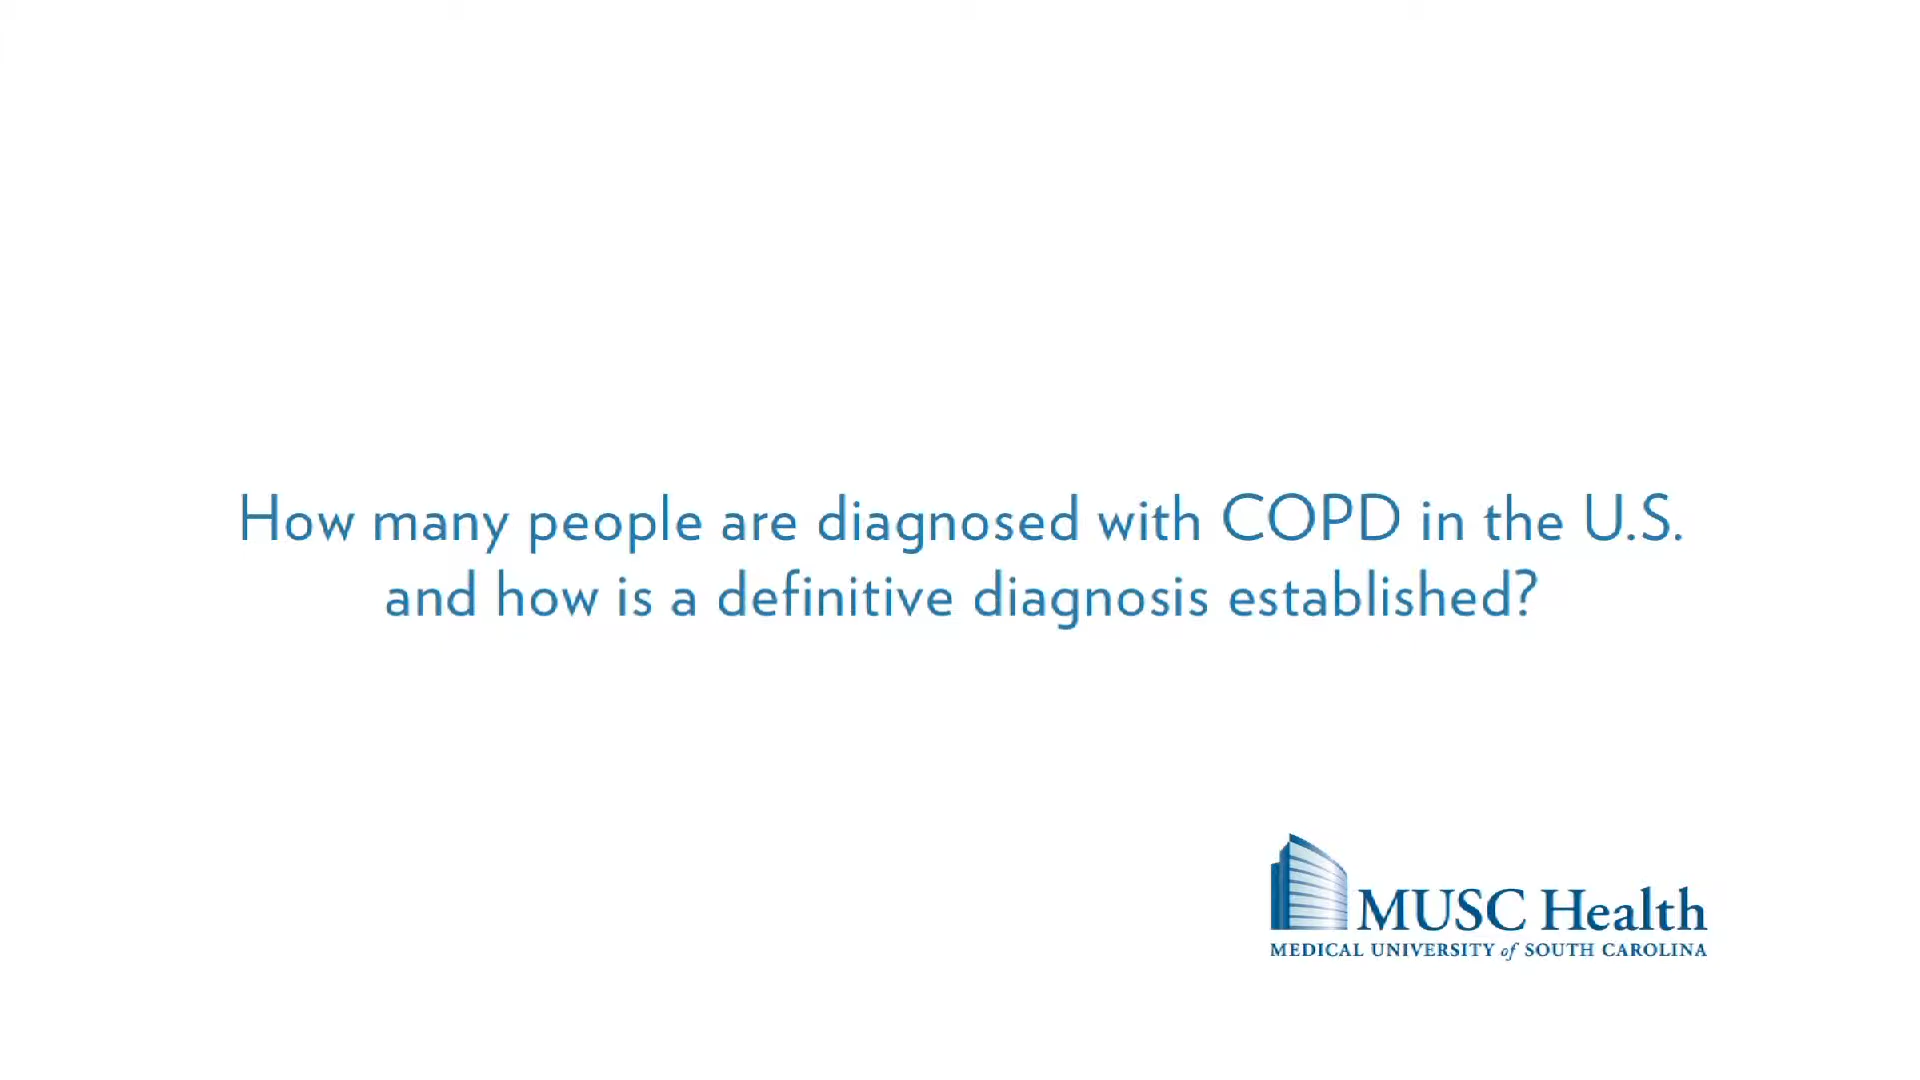 How many people are diagnosed with COPD in the U.S.
and how is a definitive diagnosis established?
MUSC Health
MEDICAL UNIVERSITY of SOUTH CAROLINA